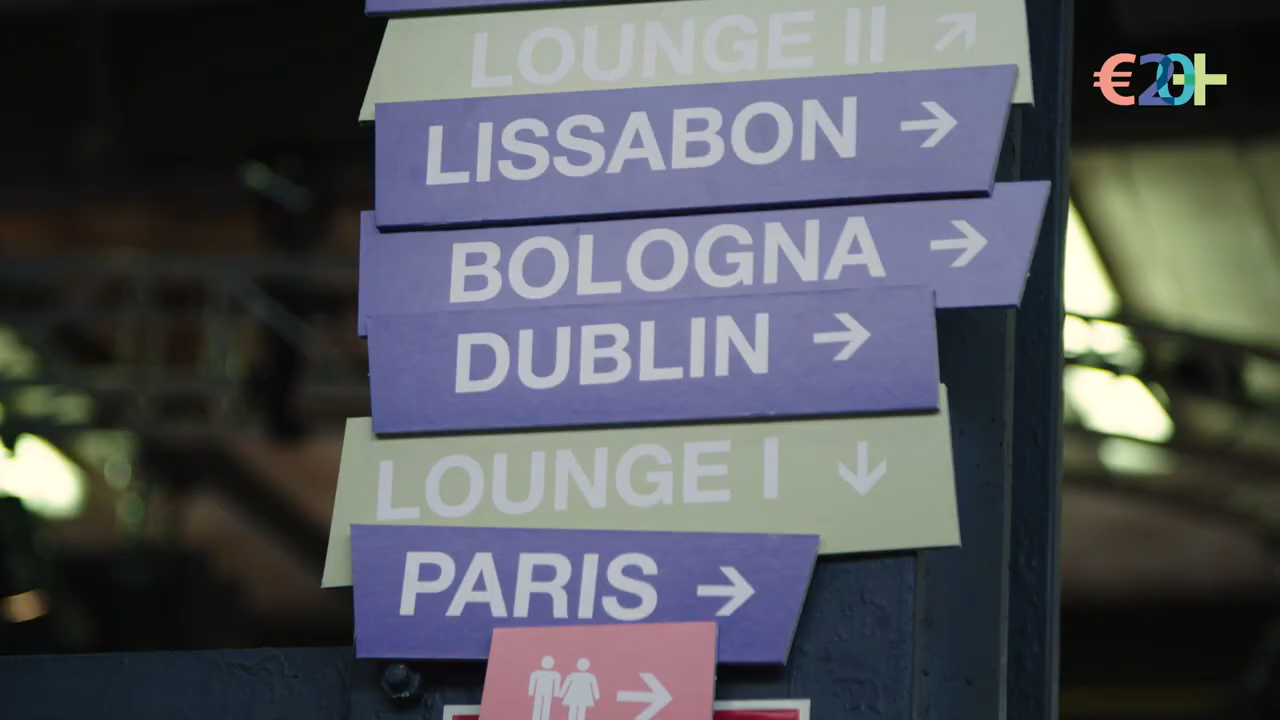 LOUNGE II ↗
€20+
LISSABON →
BOLOGNA →
DUBLIN →
LOUNGE I ↓
PARIS →
→